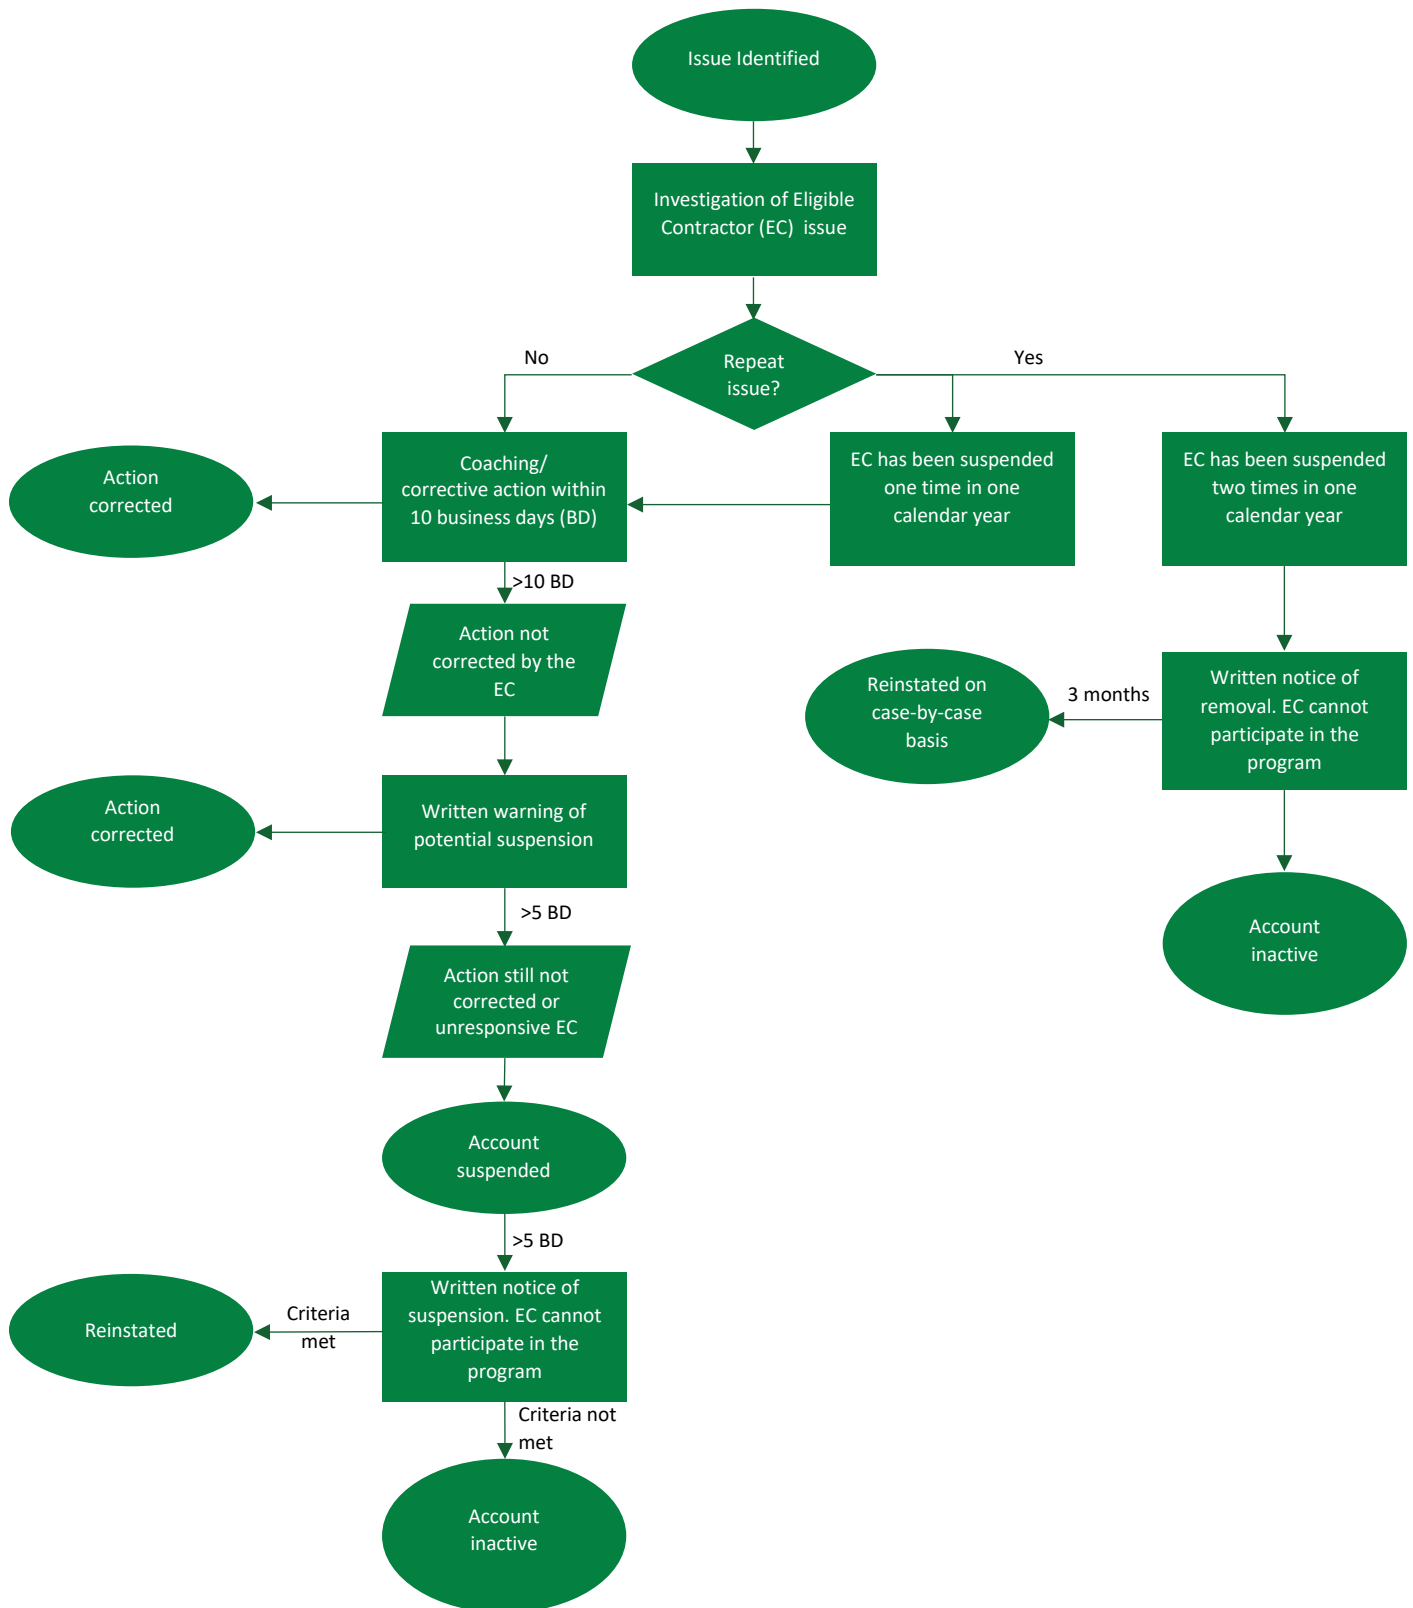 Issue Identified
Investigation of Eligible
Contractor (EC) issue
Repeat
issue?
No
Yes
Action
corrected
Coaching/
corrective action within
10 business days (BD)
EC has been suspended
one time in one
calendar year
EC has been suspended
two times in one
calendar year
>10 BD
Action not
corrected by the
EC
Reinstated on
case-by-case
basis
3 months
Written notice of
removal. EC cannot
participate in the
program
Action
corrected
Written warning of
potential suspension
>5 BD
Account
inactive
Action still not
corrected or
unresponsive EC
Account
suspended
>5 BD
Reinstated
Criteria
met
Written notice of
suspension. EC cannot
participate in the
program
Criteria not
met
Account
inactive